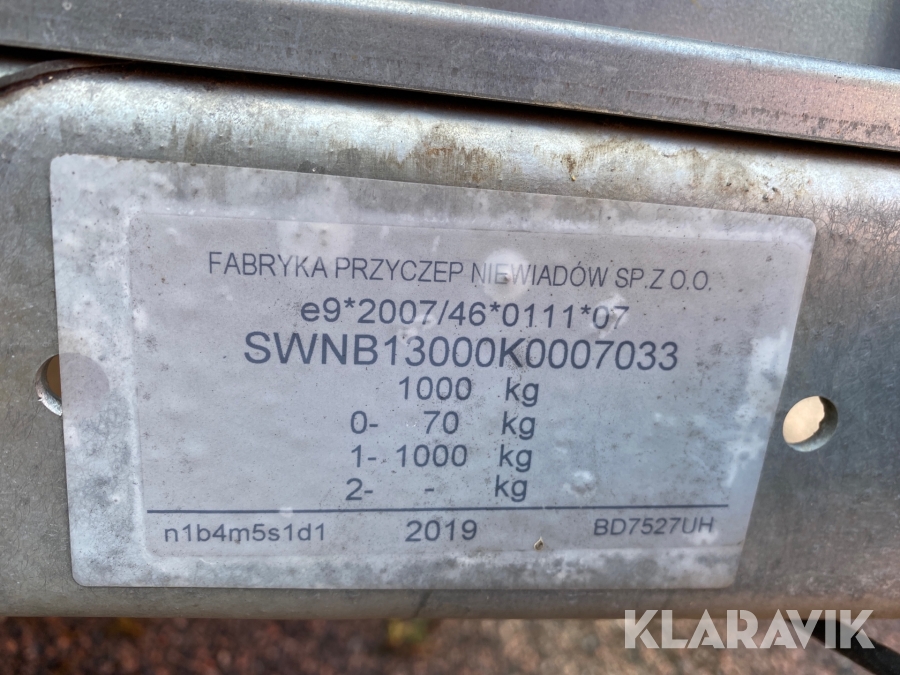 FABRYKA PRZYCZEP NIEWIADÓW SP.Z O.O.
e9*2007/46*0111*07
SWNB13000K0007033
1000 kg
0- 70 kg
1- 1000 kg
2- - kg
n1b4m5s1d1 2019 BD7527UH
KLARAVIK